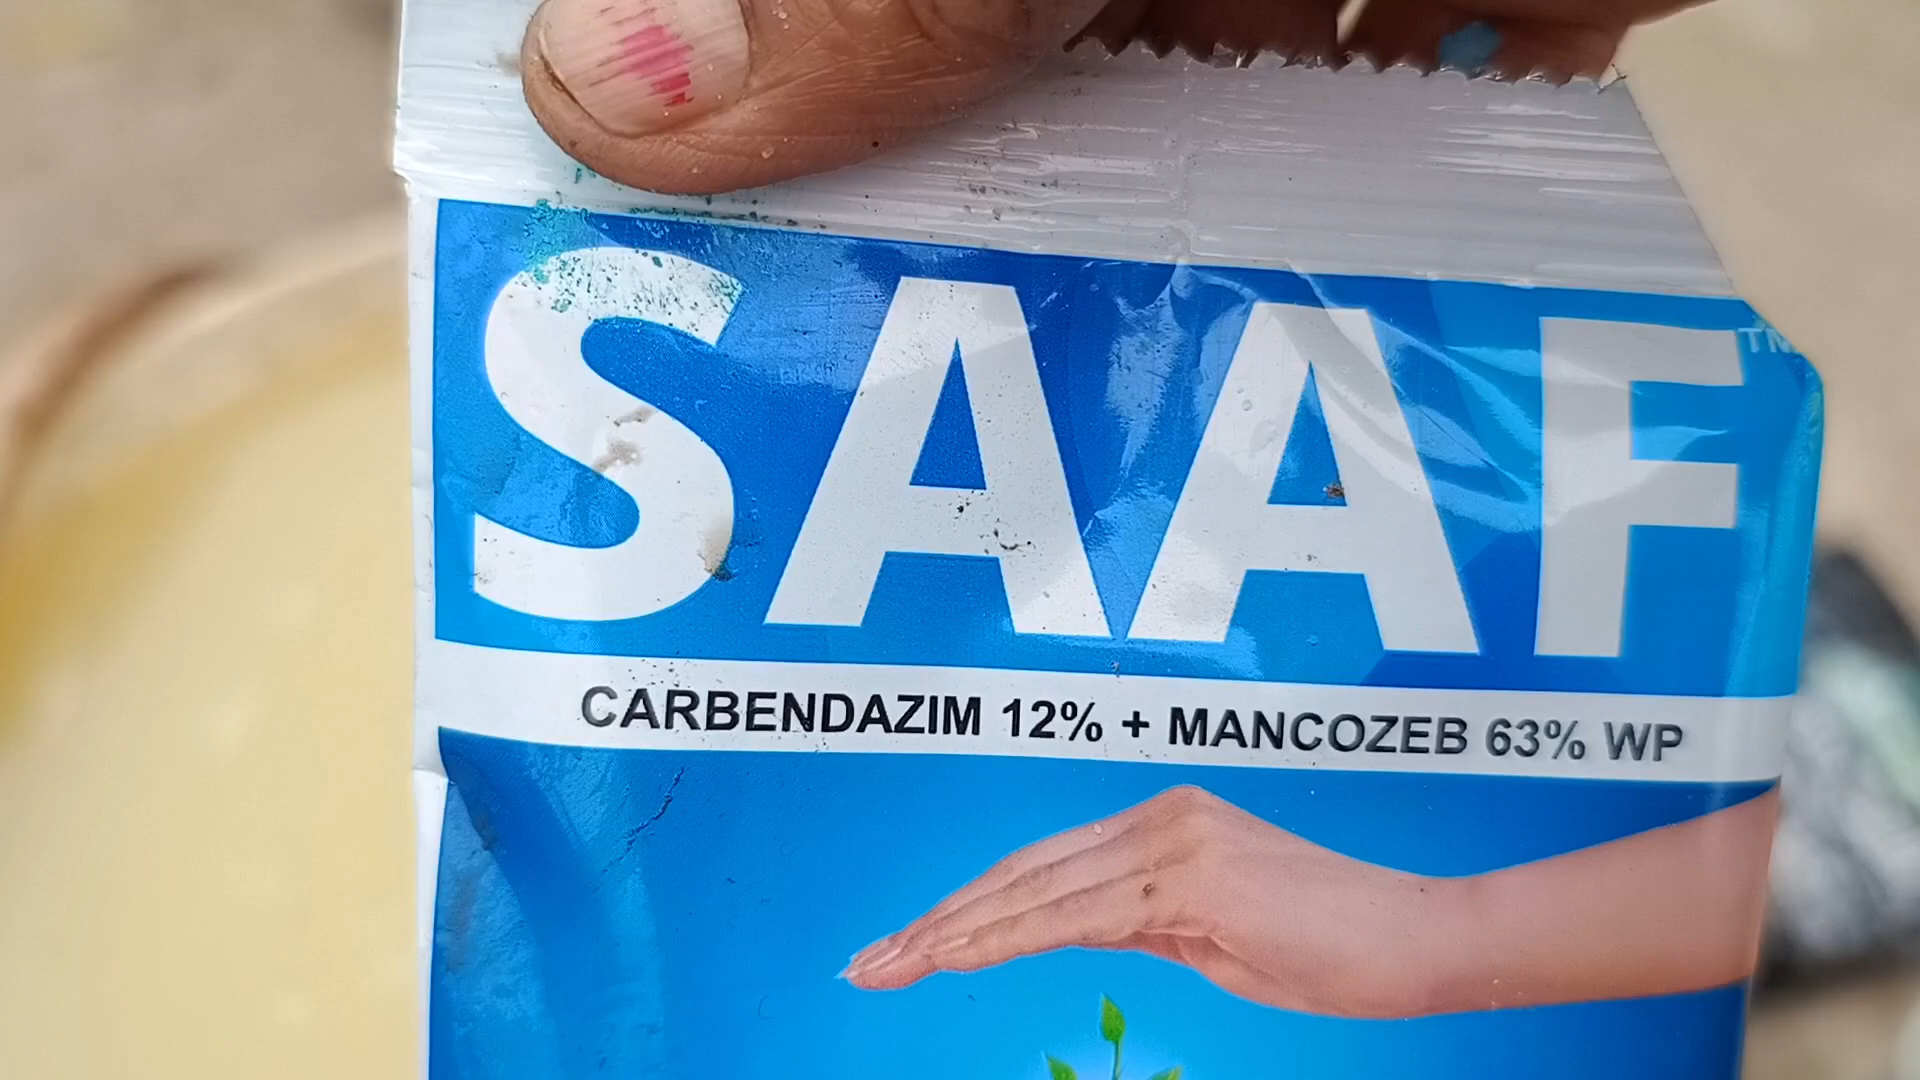 SAAF™
CARBENDAZIM 12% + MANCOZEB 63% WP